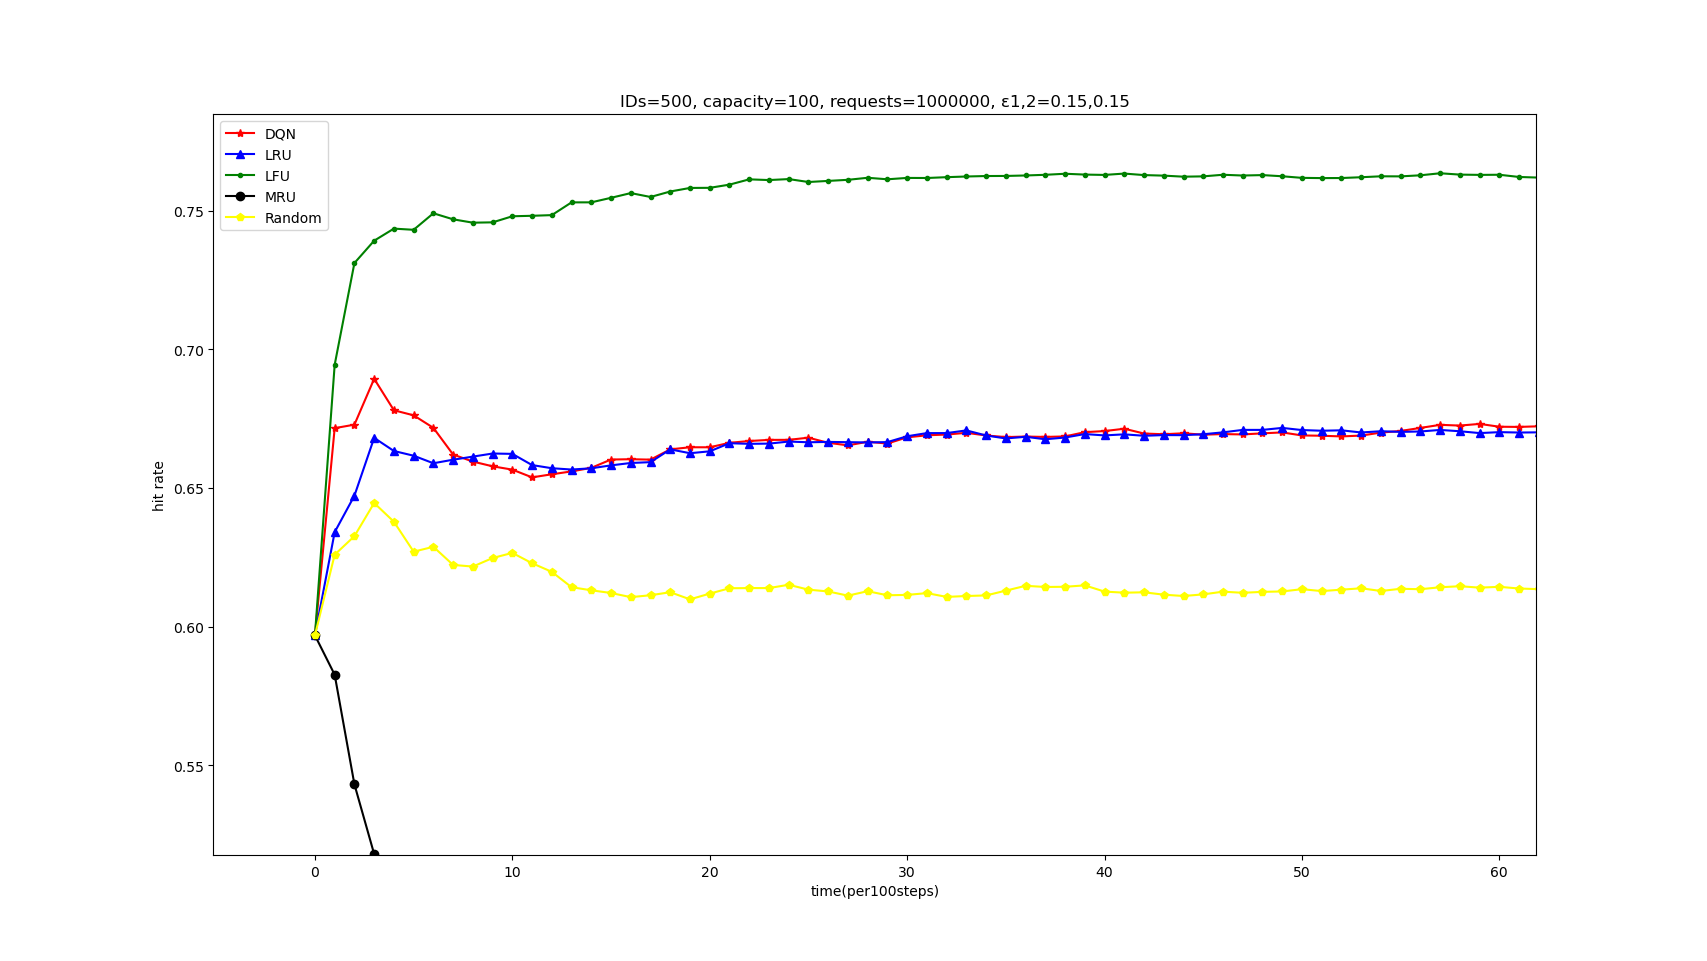 IDs=500, capacity=100, requests=1000000, ε1,2=0.15,0.15
DQN
LRU
LFU
MRU
Random
0.75
0.70
0.65
0.60
0.55
hit rate
0 10 20 30 40 50 60
time(per100steps)